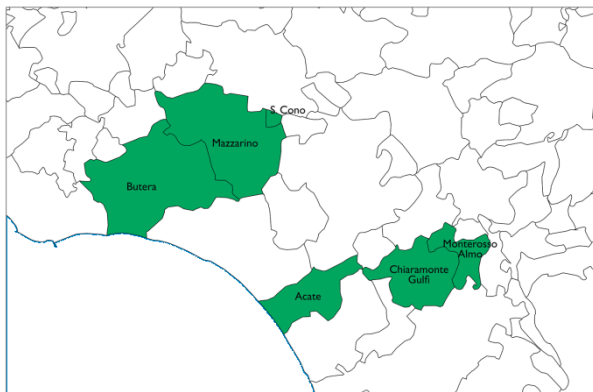 S. Cono
Mazzarino
Butera
Monterosso
Almo
Chiaramonte
Gulfi
Acate